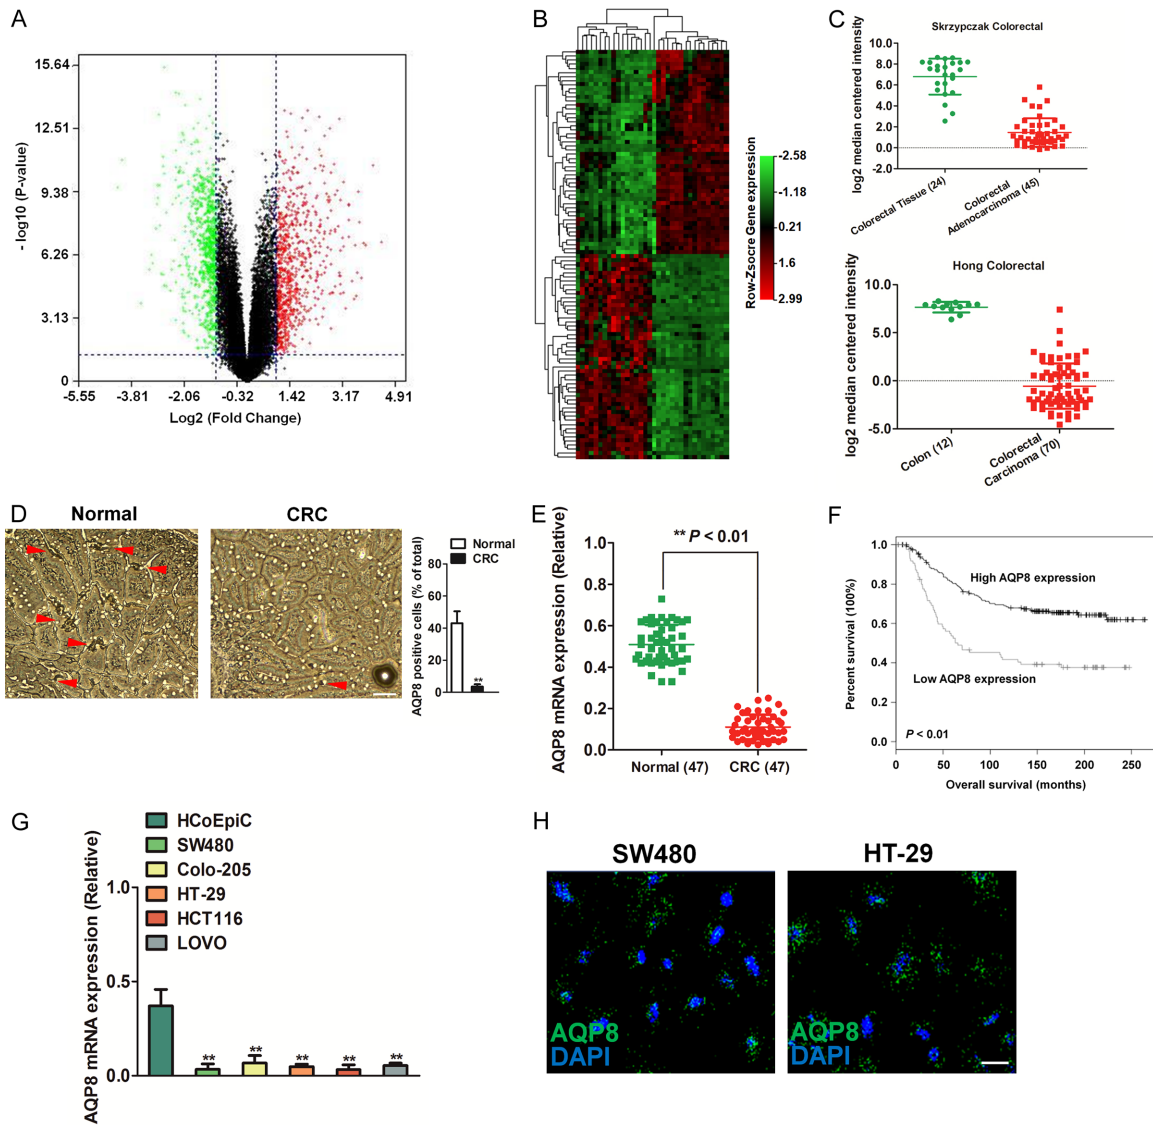 A
15.64
12.51
9.38
6.26
3.13
0
- log10 (P-value)
-5.55 -3.81 -2.06 -0.32 1.42 3.17 4.91
Log2 (Fold Change)
B
Row-Zsocre Gene expression
-2.58
-1.18
0.21
1.6
2.99
C
Skrzypczak Colorectal
log2 median centered intensity
10.0
8.0
6.0
4.0
2.0
0.0
-2.0
Colorectal Tissue (24)
Colorectal
Adenocarcinoma (45)
Hong Colorectal
log2 median centered intensity
10.0
5.0
0.0
-5.0
Colon (12)
Colorectal
Carcinoma (70)
D
Normal
CRC
Normal
CRC
AQP8 positive cetlls (% of total)
80
60
40
20
0
**
E
** P < 0.01
AQP8 mRNA expression (Relative)
1.0
0.8
0.6
0.4
0.2
0.0
Normal (47) CRC (47)
F
Percent survival (100%)
1.0
0.8
0.6
0.4
0.2
0.0
High AQP8 expression
Low AQP8 expression
P < 0.01
0 50 100 150 200 250
Overall survival (months)
G
HCoEpiC
SW480
Colo-205
HT-29
HCT116
LOVO
AQP8 mRNA expression (Relative)
1.0
0.5
0.0
** ** ** ** **
H
SW480
HT-29
AQP8
DAPI
AQP8
DAPI